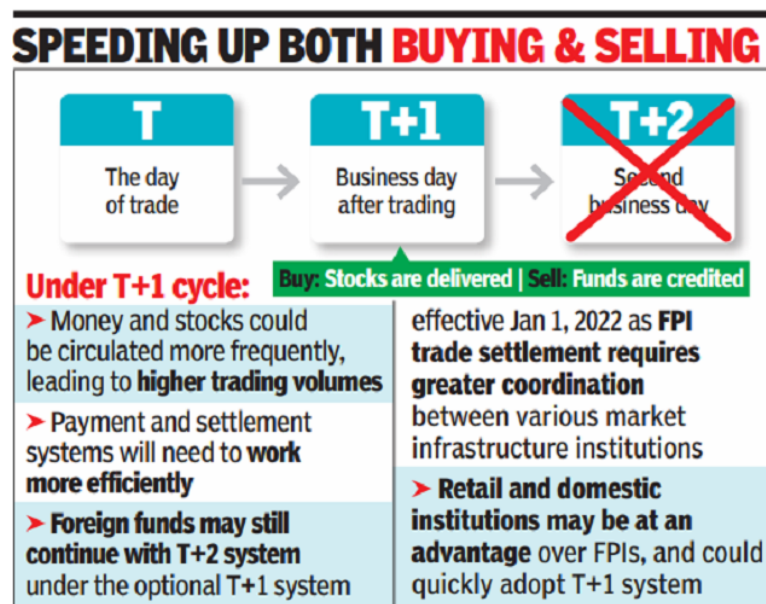 SPEEDING UP BOTH BUYING & SELLING
T
The day
of trade
T+1
Business day
after trading
T+2
Second
business day
Buy: Stocks are delivered | Sell: Funds are credited
Under T+1 cycle:
➤ Money and stocks could
be circulated more frequently,
leading to higher trading volumes
➤ Payment and settlement
systems will need to work
more efficiently
➤ Foreign funds may still
continue with T+2 system
under the optional T+1 system
effective Jan 1, 2022 as FPI
trade settlement requires
greater coordination
between various market
infrastructure institutions
➤ Retail and domestic
institutions may be at an
advantage over FPIs, and could
quickly adopt T+1 system